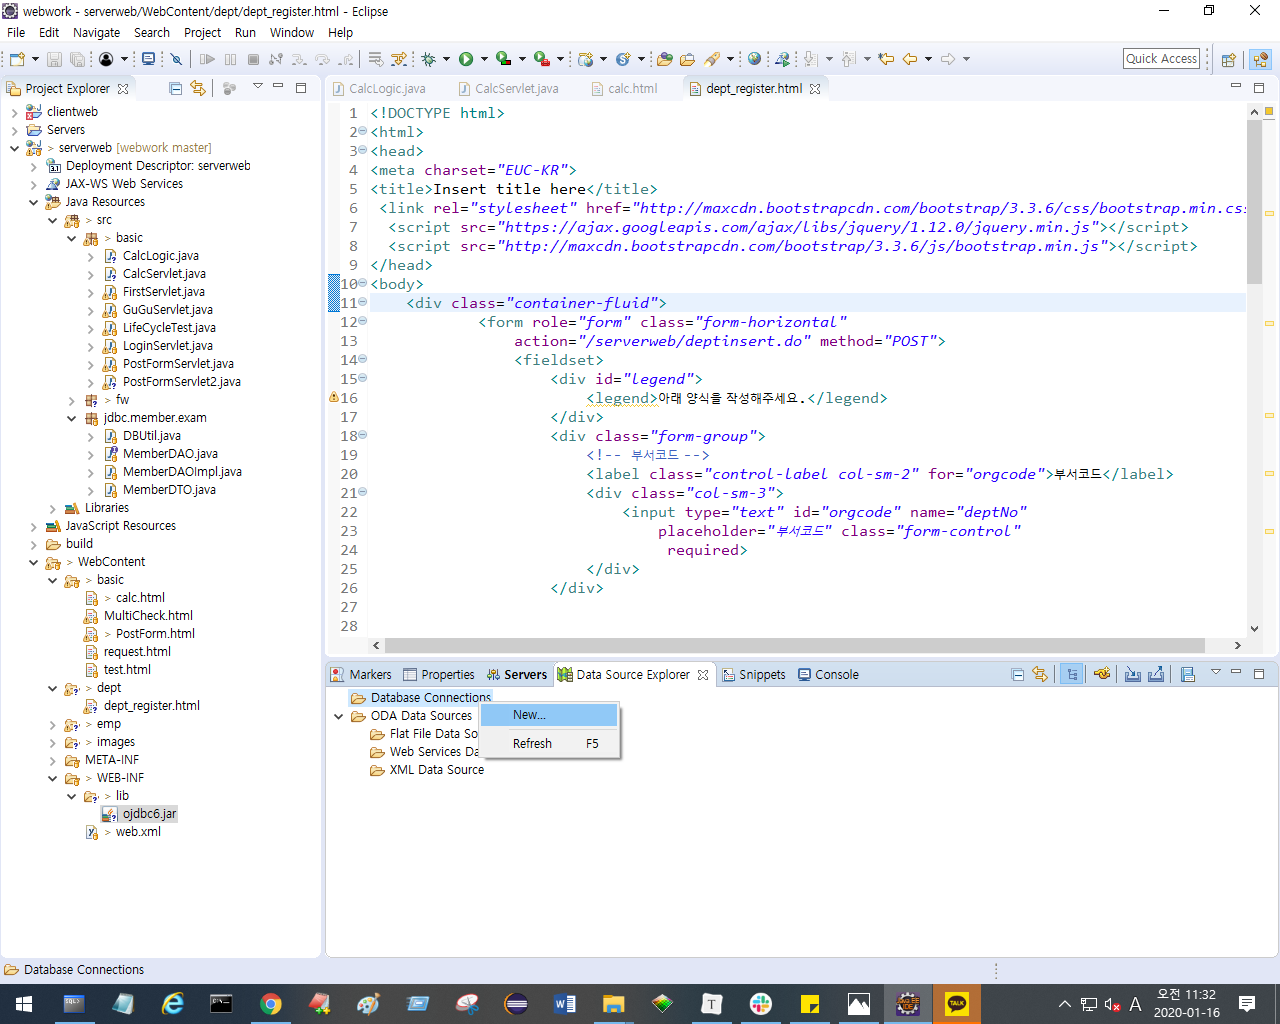 webwork - serverweb/WebContent/dept/dept_register.html - Eclipse
File Edit Navigate Search Project Run Window Help
Quick Access
Project Explorer
CalcLogic.java CalcServlet.java calc.html dept_register.html
clientweb
Servers
> serverweb [webwork master]
Deployment Descriptor: serverweb
JAX-WS Web Services
Java Resources
> src
> basic
CalcLogic.java
CalcServlet.java
FirstServlet.java
GuGuServlet.java
LifeCycleTest.java
LoginServlet.java
PostFormServlet.java
PostFormServlet2.java
> fw
jdbc.member.exam
DBUtil.java
MemberDAO.java
MemberDAOImpl.java
MemberDTO.java
Libraries
JavaScript Resources
build
> WebContent
> basic
> calc.html
MultiCheck.html
> PostForm.html
request.html
test.html
> dept
dept_register.html
> emp
> images
META-INF
> WEB-INF
> lib
ojdbc6.jar
> web.xml
1 <!DOCTYPE html>
2 <html>
3 <head>
4 <meta charset="EUC-KR">
5 <title>Insert title here</title>
6 <link rel="stylesheet" href="http://maxcdn.bootstrapcdn.com/bootstrap/3.3.6/css/bootstrap.min.css
7 <script src="https://ajax.googleapis.com/ajax/libs/jquery/1.12.0/jquery.min.js"></script>
8 <script src="http://maxcdn.bootstrapcdn.com/bootstrap/3.3.6/js/bootstrap.min.js"></script>
9 </head>
10 <body>
11 <div class="container-fluid">
12 <form role="form" class="form-horizontal"
13 action="/serverweb/deptinsert.do" method="POST">
14 <fieldset>
15 <div id="legend">
16 <legend>아래 양식을 작성해주세요.</legend>
17 </div>
18 <div class="form-group">
19 <!-- 부서코드 -->
20 <label class="control-label col-sm-2" for="orgcode">부서코드</label>
21 <div class="col-sm-3">
22 <input type="text" id="orgcode" name="deptNo"
23 placeholder="부서코드" class="form-control"
24 required>
25 </div>
26 </div>
27
28
Markers Properties Servers Data Source Explorer Snippets Console
Database Connections
ODA Data Sources
Flat File Data So
Web Services Da
XML Data Source
New...
Refresh F5
Database Connections
오전 11:32
2020-01-16
A
SQL>
W
T
JAVA EE
IDE
TALK